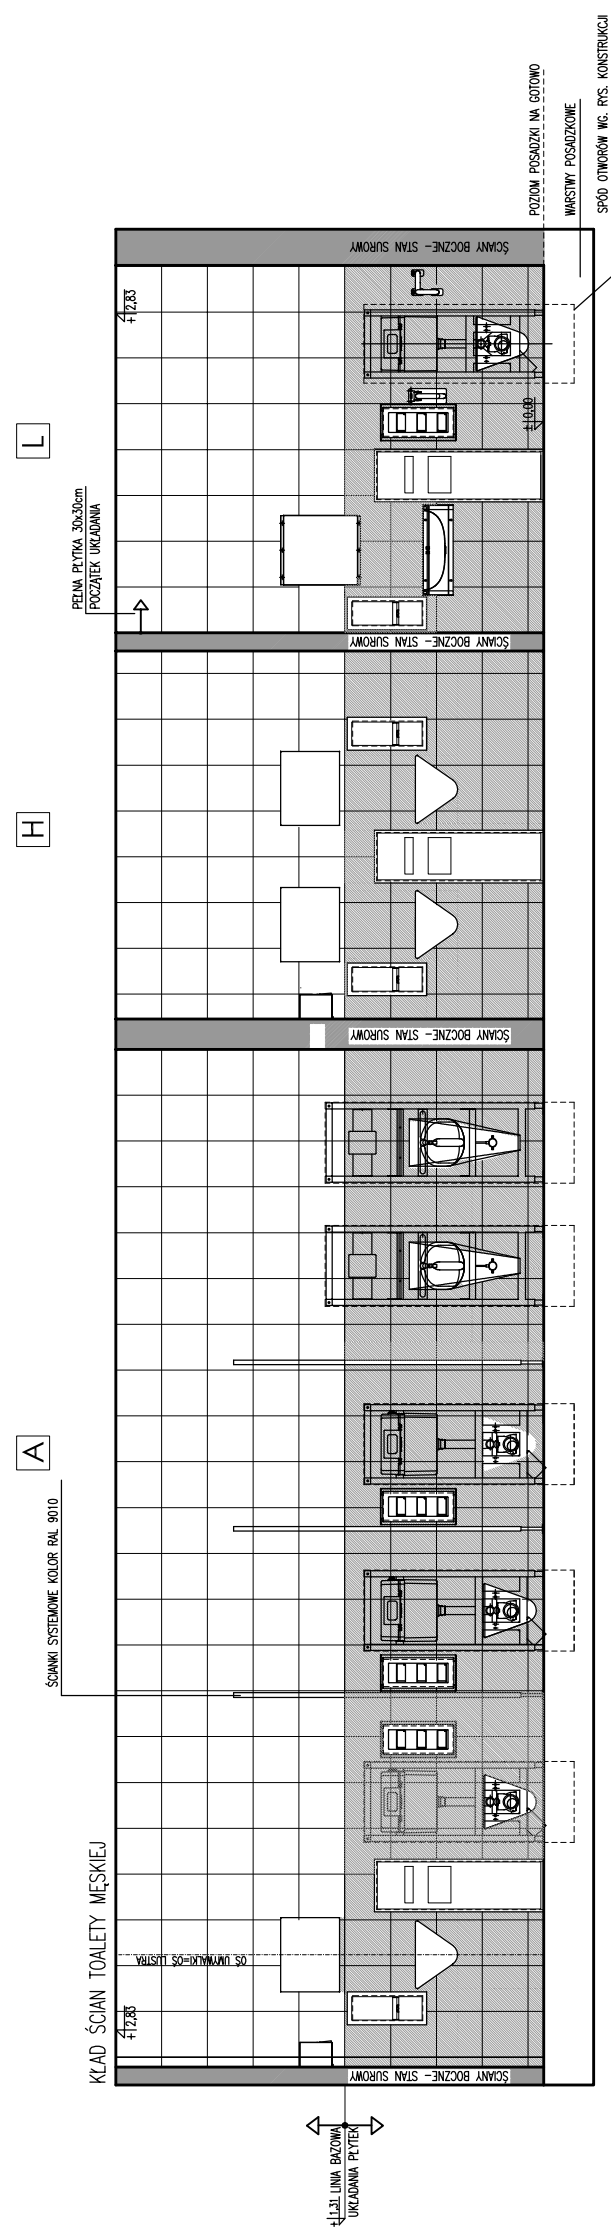 KŁAD ŚCIAN TOALETY MĘSKIEJ
A
H
L
ŚCIANKI SYSTEMOWE KOLOR RAL 9010
PEŁNA PŁYTKA 30x30cm
POCZĄTEK UKŁADANIA
+2,83
+2,83
OŚ UMYWALKI=OŚ LUSTRA
+1,31 LINIA BAZOWA
UKŁADANIA PŁYTEK
ŚCIANY BOCZNE- STAN SUROWY
ŚCIANY BOCZNE- STAN SUROWY
ŚCIANY BOCZNE- STAN SUROWY
ŚCIANY BOCZNE- STAN SUROWY
±0,00
POZIOM POSADZKI NA GOTOWO
WARSTWY POSADZKOWE
SPÓD OTWORÓW WG. RYS. KONSTRUKCJI